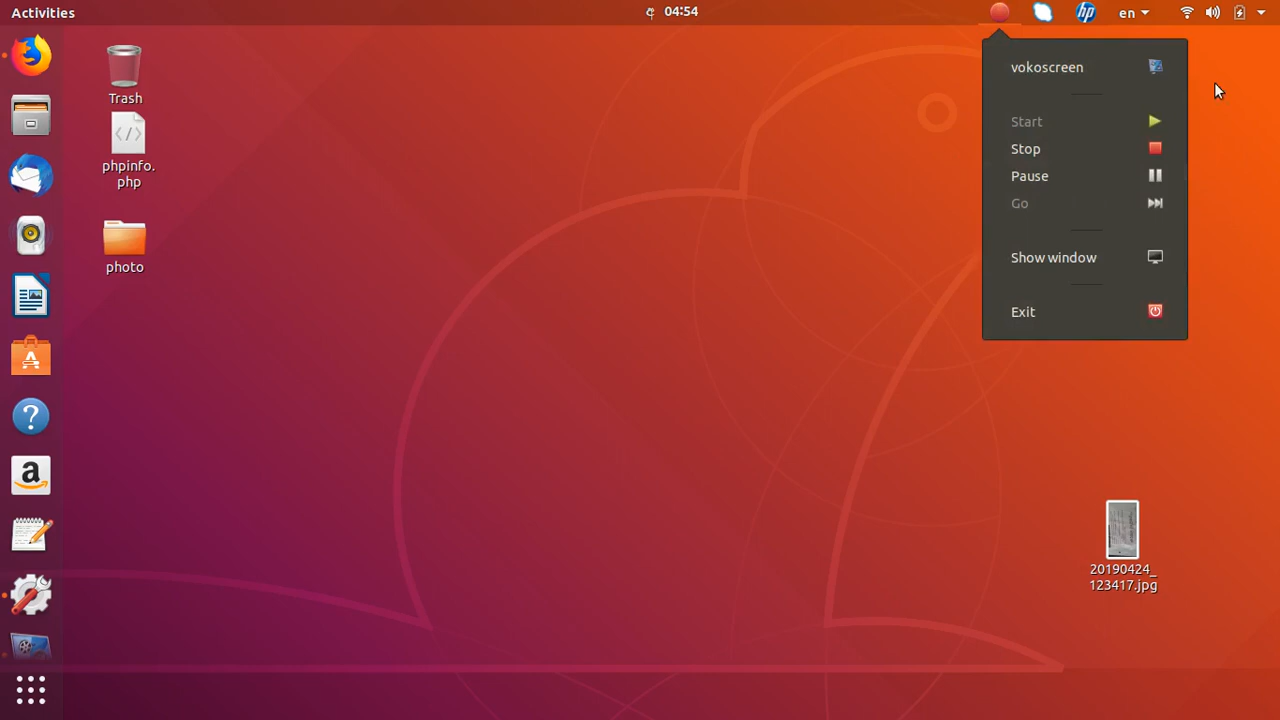 Activities
04:54
en
Trash
phpinfo.
php
photo
vokoscreen
Start
Stop
Pause
Go
Show window
Exit
20190424_
123417.jpg